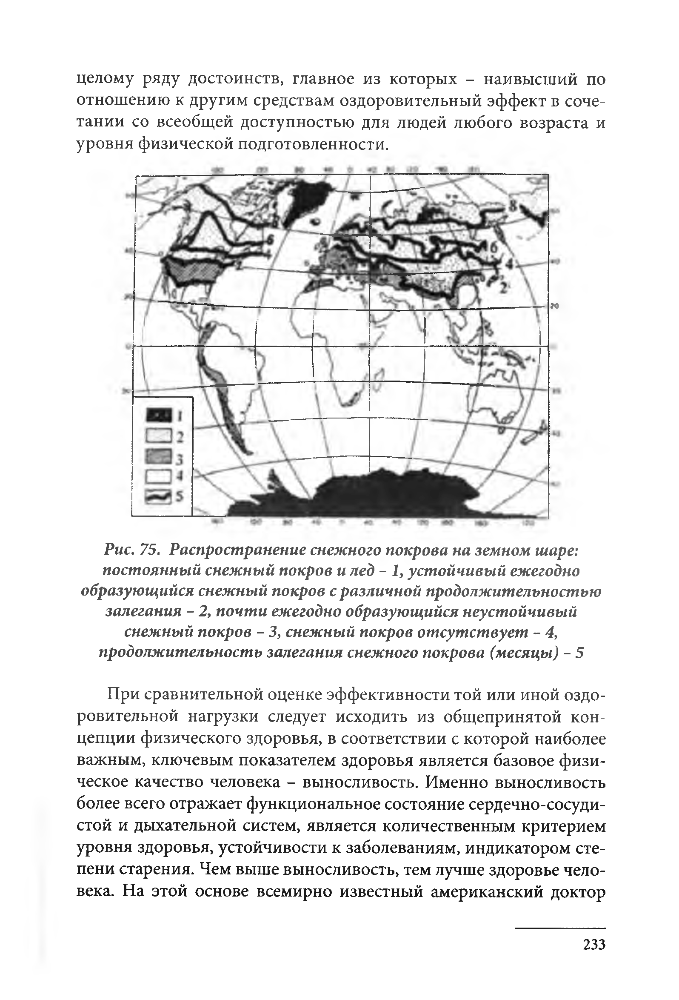 целому ряду достоинств, главное из которых – наивысший по
отношению к другим средствам оздоровительный эффект в соче-
тании со всеобщей доступностью для людей любого возраста и
уровня физической подготовленности.
8
6
4
2
8
6
4
2
20
0
1
2
3
4
5
Рис. 75. Распространение снежного покрова на земном шаре:
постоянный снежный покров и лед – 1, устойчивый ежегодно
образующийся снежный покров с различной продолжительностью
залегания – 2, почти ежегодно образующийся неустойчивый
снежный покров – 3, снежный покров отсутствует – 4,
продолжительность залегания снежного покрова (месяцы) – 5
При сравнительной оценке эффективности той или иной оздо-
ровительной нагрузки следует исходить из общепринятой кон-
цепции физического здоровья, в соответствии с которой наиболее
важным, ключевым показателем здоровья является базовое физи-
ческое качество человека – выносливость. Именно выносливость
более всего отражает функциональное состояние сердечно-сосуди-
стой и дыхательной систем, является количественным критерием
уровня здоровья, устойчивости к заболеваниям, индикатором сте-
пени старения. Чем выше выносливость, тем лучше здоровье чело-
века. На этой основе всемирно известный американский доктор
233